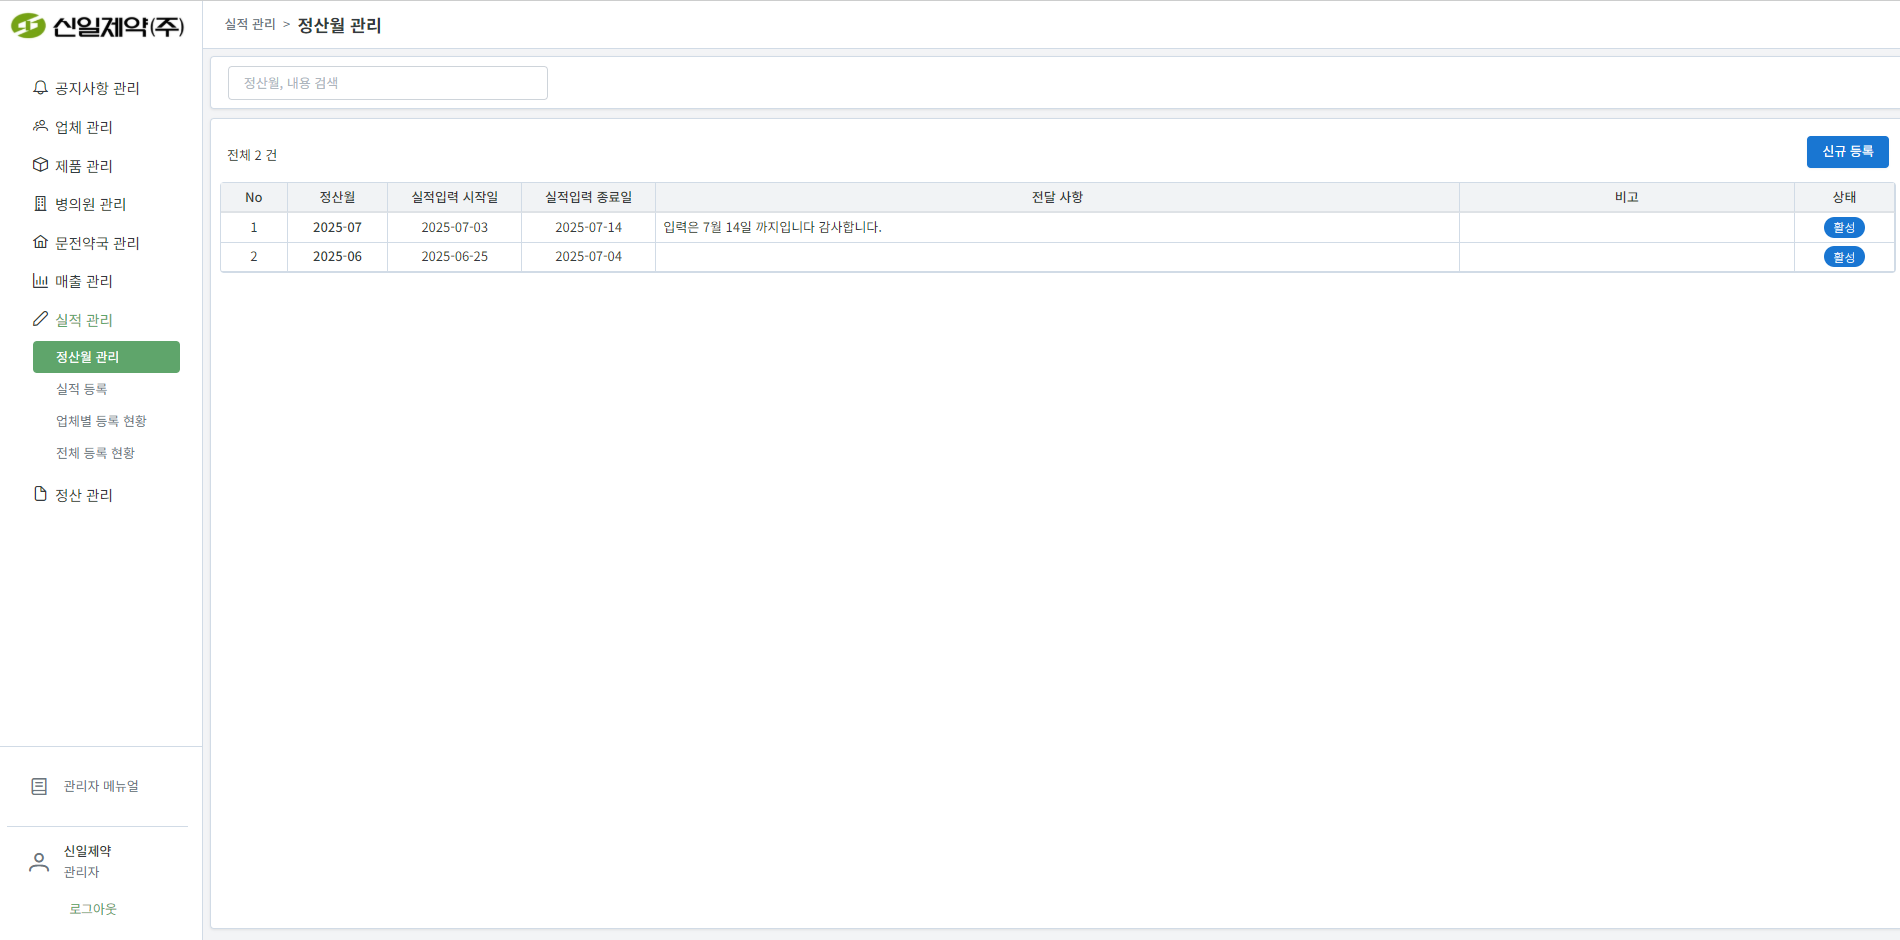 신일제약(주)
실적 관리 > 정산월 관리
공지사항 관리
업체 관리
제품 관리
병의원 관리
문전약국 관리
매출 관리
실적 관리
정산월 관리
실적 등록
업체별 등록 현황
전체 등록 현황
정산 관리
관리자 메뉴얼
신일제약
관리자
로그아웃
정산월, 내용 검색
전체 2 건
신규 등록
No 정산월 실적입력 시작일 실적입력 종료일 전달 사항 비고 상태
1 2025-07 2025-07-03 2025-07-14 입력은 7월 14일 까지입니다 감사합니다. 활성
2 2025-06 2025-06-25 2025-07-04 활성